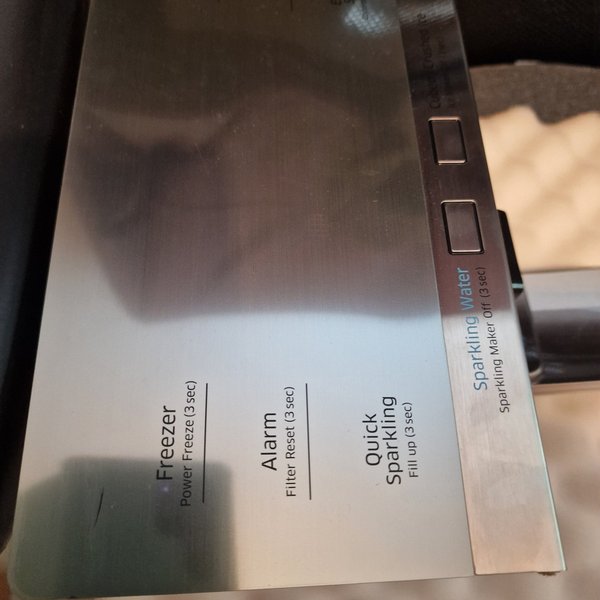 Freezer
Power Freeze (3 sec)
Alarm
Filter Reset (3 sec)
Quick
Sparkling
Fill up (3 sec)
Sparkling Water
Sparkling Maker Off (3 sec)